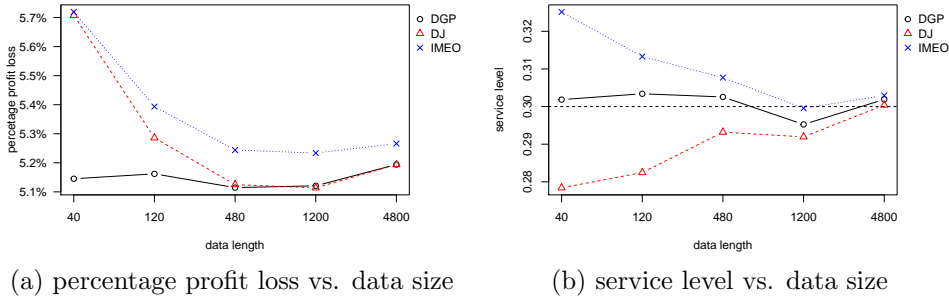 5.7%
5.6%
5.5%
5.4%
5.3%
5.2%
5.1%
percetage profit loss
40 120 480 1200 4800
data length
DGP
DJ
IMEO
(a) percentage profit loss vs. data size
0.32
0.31
0.30
0.29
0.28
service level
40 120 480 1200 4800
data length
DGP
DJ
IMEO
(b) service level vs. data size